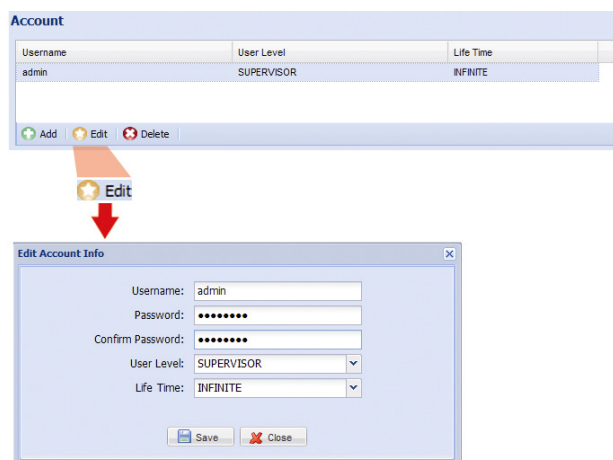 Account
Username User Level Life Time
admin SUPERVISOR INFINITE
Add Edit Delete
Edit
Edit Account Info
Username: admin
Password: ••••••••
Confirm Password: ••••••••
User Level: SUPERVISOR
Life Time: INFINITE
Save Close